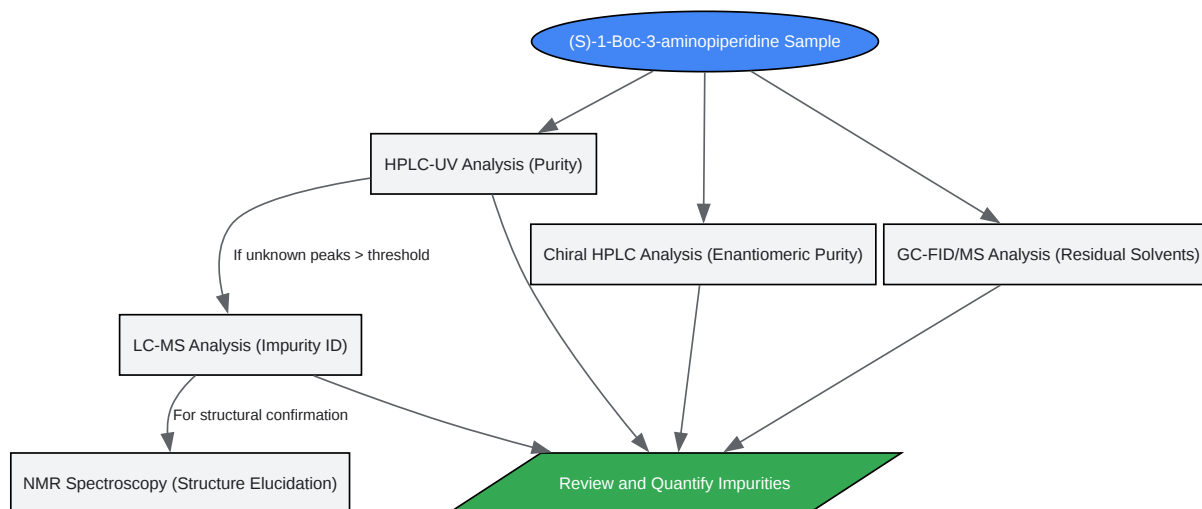 (S)-1-Boc-3-aminopiperidine Sample
HPLC-UV Analysis (Purity)
If unknown peaks > threshold
Chiral HPLC Analysis (Enantiomeric Purity)
GC-FID/MS Analysis (Residual Solvents)
LC-MS Analysis (Impurity ID)
For structural confirmation
NMR Spectroscopy (Structure Elucidation)
Review and Quantify Impurities